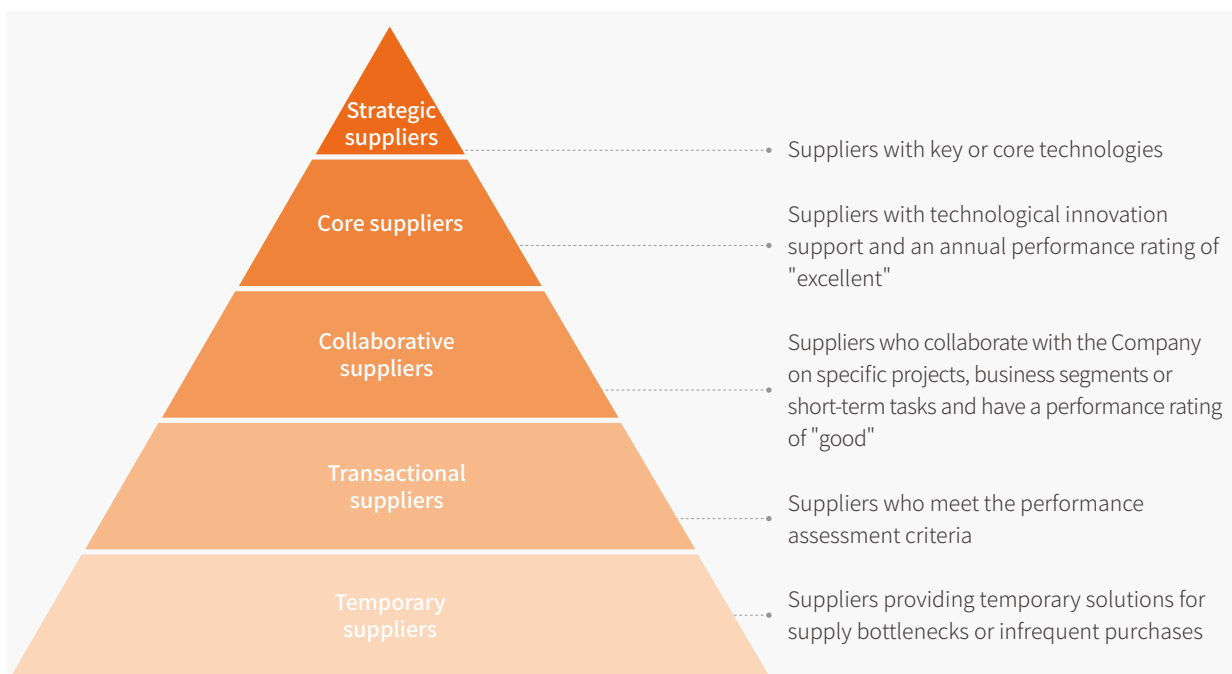 Strategic
suppliers
Suppliers with key or core technologies
Core suppliers
Suppliers with technological innovation
support and an annual performance rating of
"excellent"
Collaborative
suppliers
Suppliers who collaborate with the Company
on specific projects, business segments or
short-term tasks and have a performance rating
of "good"
Transactional
suppliers
Suppliers who meet the performance
assessment criteria
Temporary
suppliers
Suppliers providing temporary solutions for
supply bottlenecks or infrequent purchases